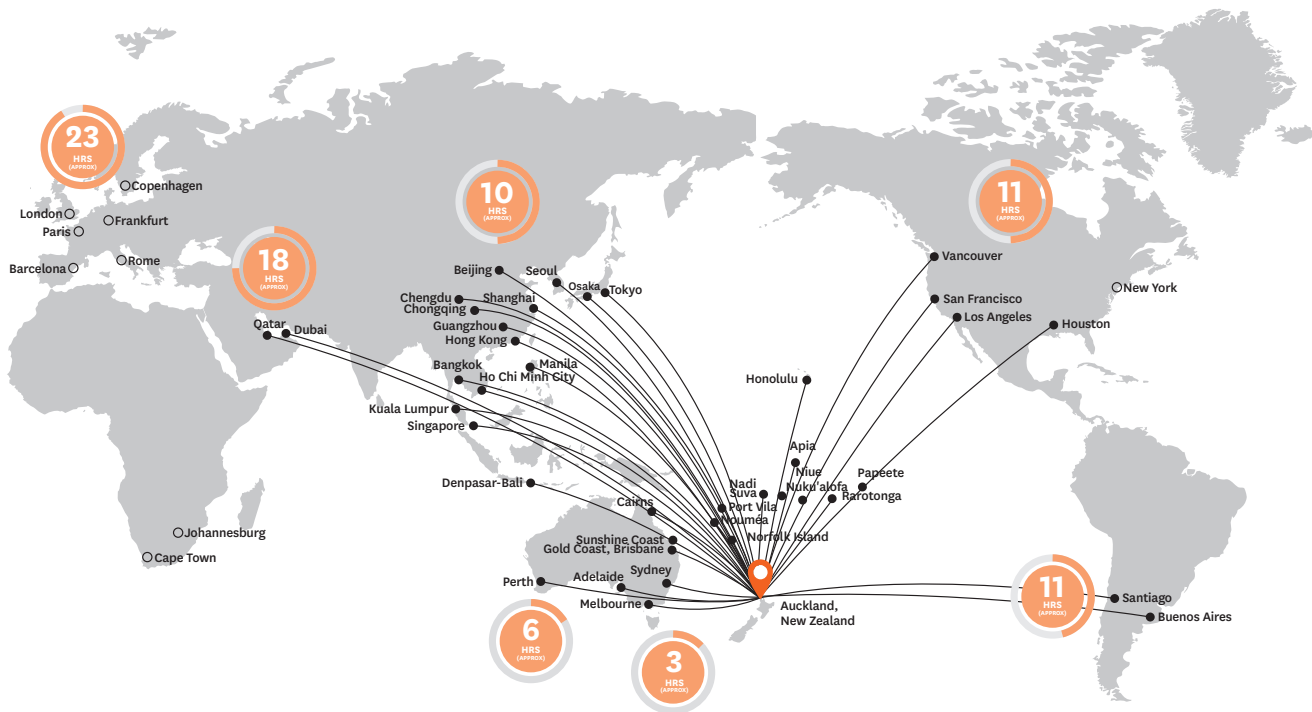 23
HRS
(APPROX)
Copenhagen
London
Frankfurt
Paris
Rome
Barcelona
18
HRS
(APPROX)
Qatar
Dubai
10
HRS
(APPROX)
Beijing
Seoul
Osaka
Tokyo
Chengdu
Shanghai
Chongqing
Guangzhou
Hong Kong
Bangkok
Manila
Ho Chi Minh City
Kuala Lumpur
Singapore
Denpasar-Bali
Cairns
Sunshine Coast
Gold Coast, Brisbane
Sydney
Perth
Adelaide
Melbourne
6
HRS
(APPROX)
3
HRS
(APPROX)
Johannesburg
Cape Town
11
HRS
(APPROX)
Vancouver
New York
San Francisco
Los Angeles
Houston
Honolulu
Apia
Niue
Papeete
Nadi
Nuku'alofa
Suva
Rarotonga
Port Vila
Nouméa
Norfolk Island
Auckland,
New Zealand
11
HRS
(APPROX)
Santiago
Buenos Aires